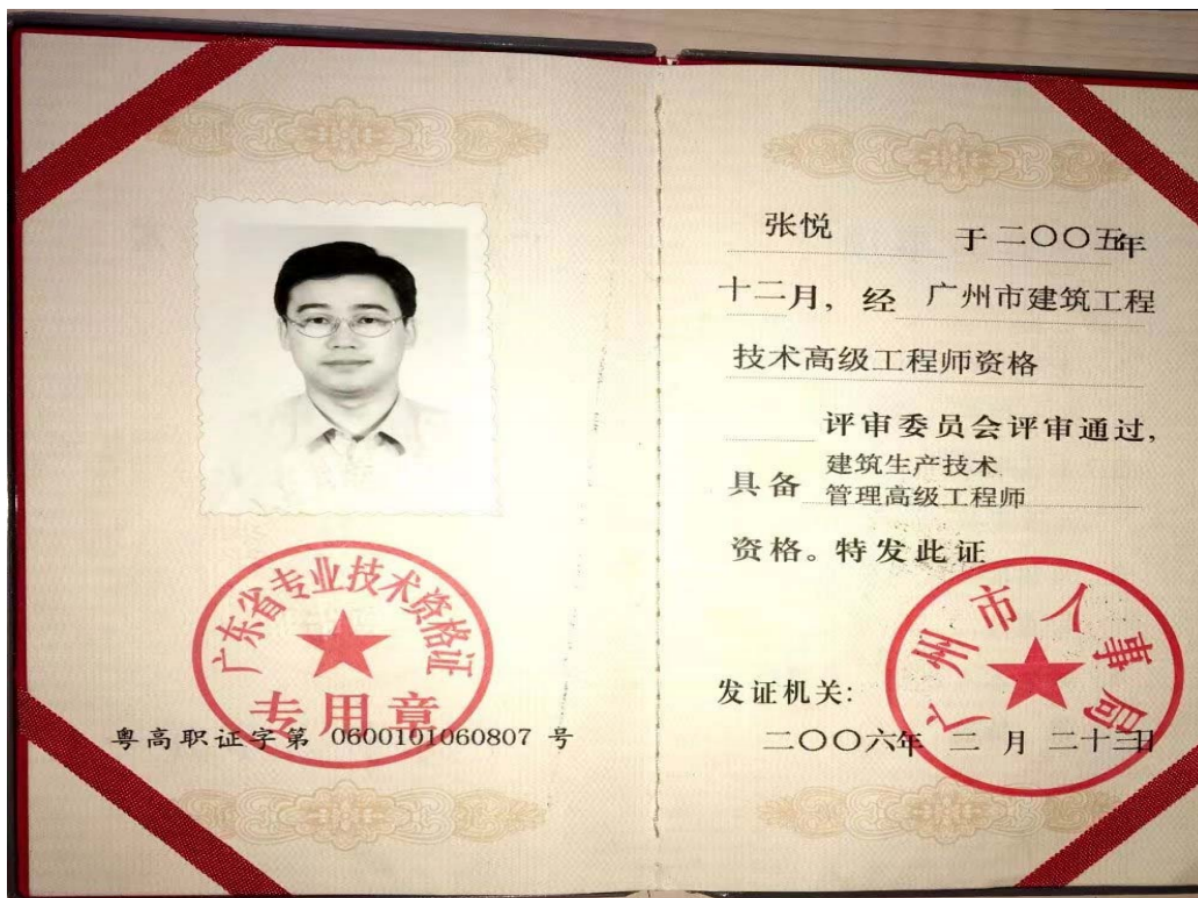 广东省专业技术资格证
专用章
粤高职证字第 0600101060807 号
张悦 于二〇〇五年
十二月，经 广州市建筑工程
技术高级工程师资格
评审委员会评审通过，
具备 建筑生产技术
管理高级工程师
资格。特发此证
广州市人事局
发证机关：
二〇〇六年 二 月 二十三日